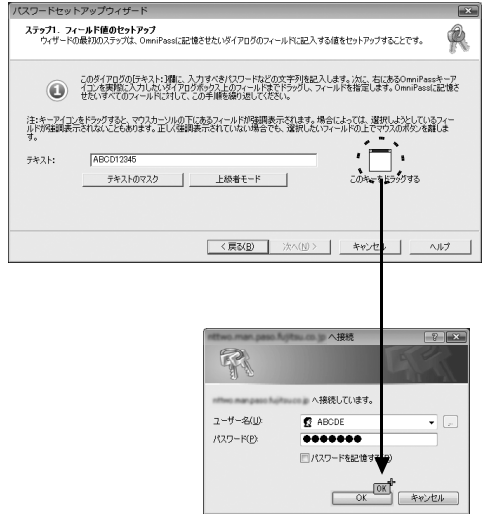 パスワードセットアップウィザード
ステップ1. フィールド値のセットアップ
ウィザードの最初のステップは、OmniPassに記憶させたいダイアログのフィールドに記入する値をセットアップすることです。
このダイアログの[テキスト:]欄に、入力すべきパスワードなどの文字列を記入します。次に、右にあるOmniPassキーア
イコンを実際に入力したいダイアログボックス上のフィールドまでドラッグし、フィールドを指定します。OmniPassに記憶さ
せたいすべてのフィールドに対して、この手順を繰り返してください。
注:キーアイコンをドラッグすると、マウスカーソルの下にあるフィールドが強調表示されます。場合によっては、選択しようとしているフィー
ルドが強調表示されないこともあります。正しく強調表示されていない場合でも、選択したいフィールドの上でマウスのボタンを離しま
す。
テキスト:
ABCD12345
テキストのマスク
上級者モード
このキーをドラッグする
< 戻る(B)
次へ(N) >
キャンセル
ヘルプ
へ接続
へ接続しています。
ユーザー名(U):
ABCDE
パスワード(P):
パスワードを記憶する
OK
OK
キャンセル